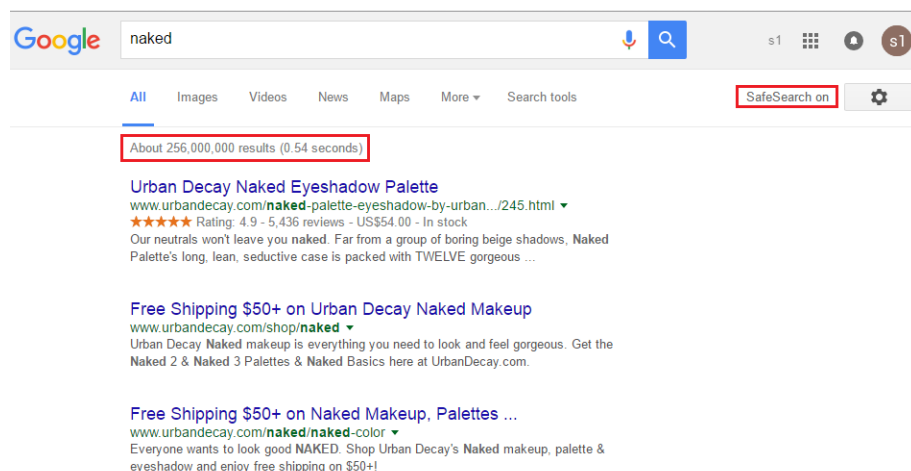 Google
naked
s1
s1
All Images Videos News Maps More Search tools
SafeSearch on
About 256,000,000 results (0.54 seconds)
Urban Decay Naked Eyeshadow Palette
www.urbandecay.com/naked-palette-eyeshadow-by-urban.../245.html
Rating: 4.9 - 5,436 reviews - US$54.00 - In stock
Our neutrals won't leave you naked. Far from a group of boring beige shadows, Naked
Palette's long, lean, seductive case is packed with TWELVE gorgeous ...
Free Shipping $50+ on Urban Decay Naked Makeup
www.urbandecay.com/shop/naked
Urban Decay Naked makeup is everything you need to look and feel gorgeous. Get the
Naked 2 & Naked 3 Palettes & Naked Basics here at UrbanDecay.com.
Free Shipping $50+ on Naked Makeup, Palettes ...
www.urbandecay.com/naked/naked-color
Everyone wants to look good NAKED. Shop Urban Decay's Naked makeup, palette &
eyeshadow and enjoy free shipping on $50+!